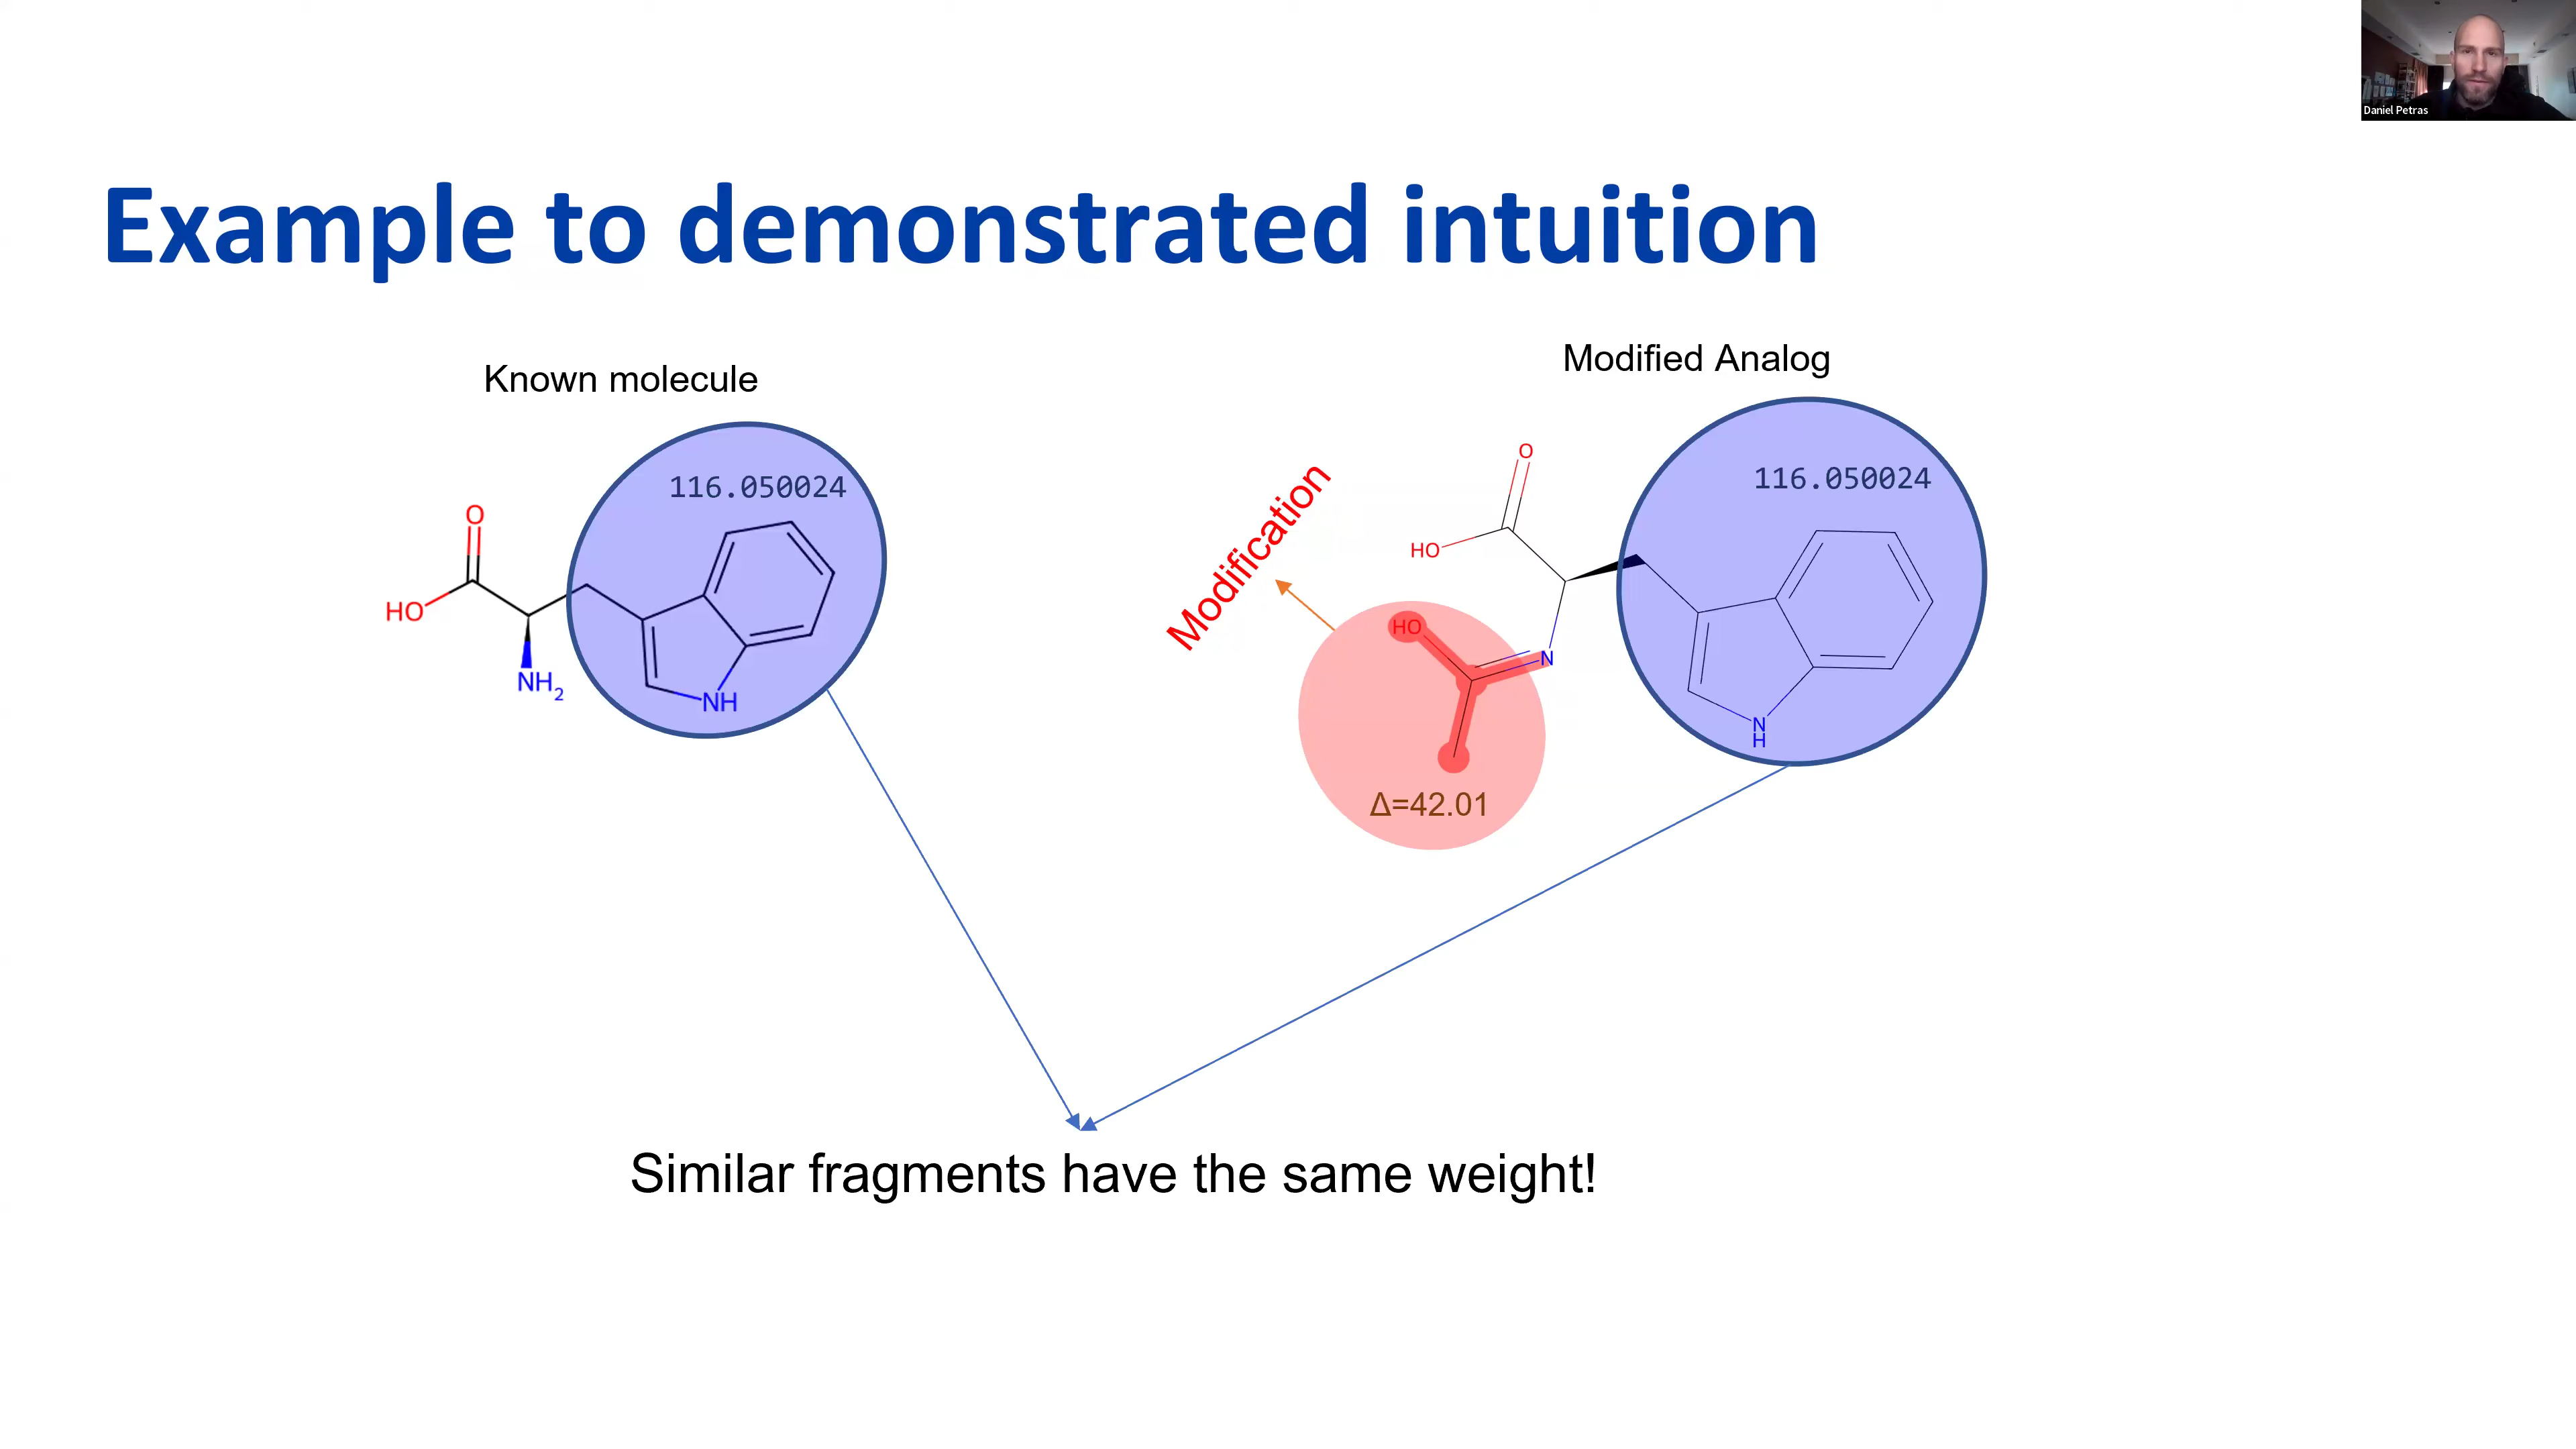 Daniel Petras
Example to demonstrated intuition
Known molecule
Modified Analog
116.050024
O
HO
NH2
NH
Modification
O
HO
116.050024
HO
N
N
H
Δ=42.01
Similar fragments have the same weight!